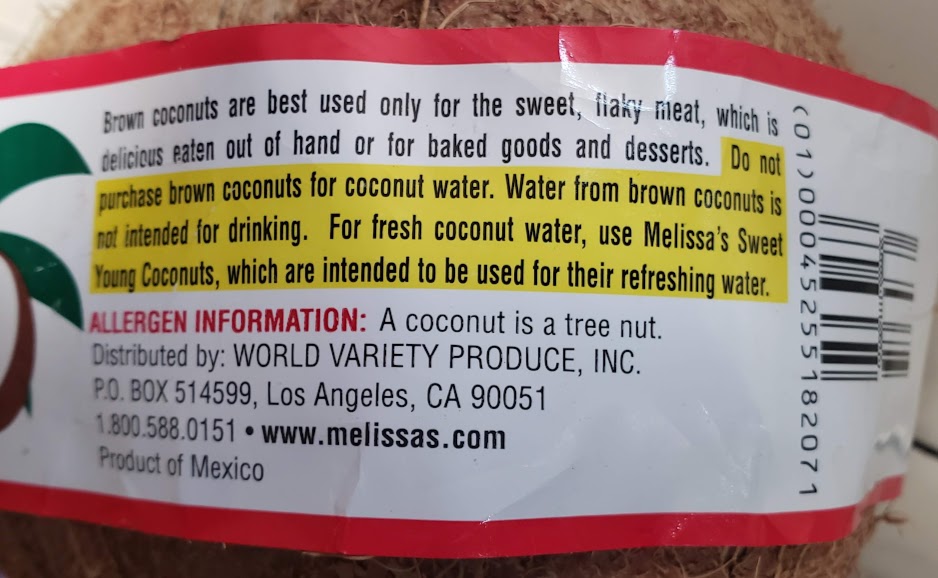 Brown coconuts are best used only for the sweet, flaky meat, which is
delicious eaten out of hand or for baked goods and desserts. Do not
purchase brown coconuts for coconut water. Water from brown coconuts is
not intended for drinking. For fresh coconut water, use Melissa's Sweet
Young Coconuts, which are intended to be used for their refreshing water.
ALLERGEN INFORMATION: A coconut is a tree nut.
Distributed by: WORLD VARIETY PRODUCE, INC.
P.O. BOX 514599, Los Angeles, CA 90051
1.800.588.0151 • www.melissas.com
Product of Mexico
(01)00045255182071